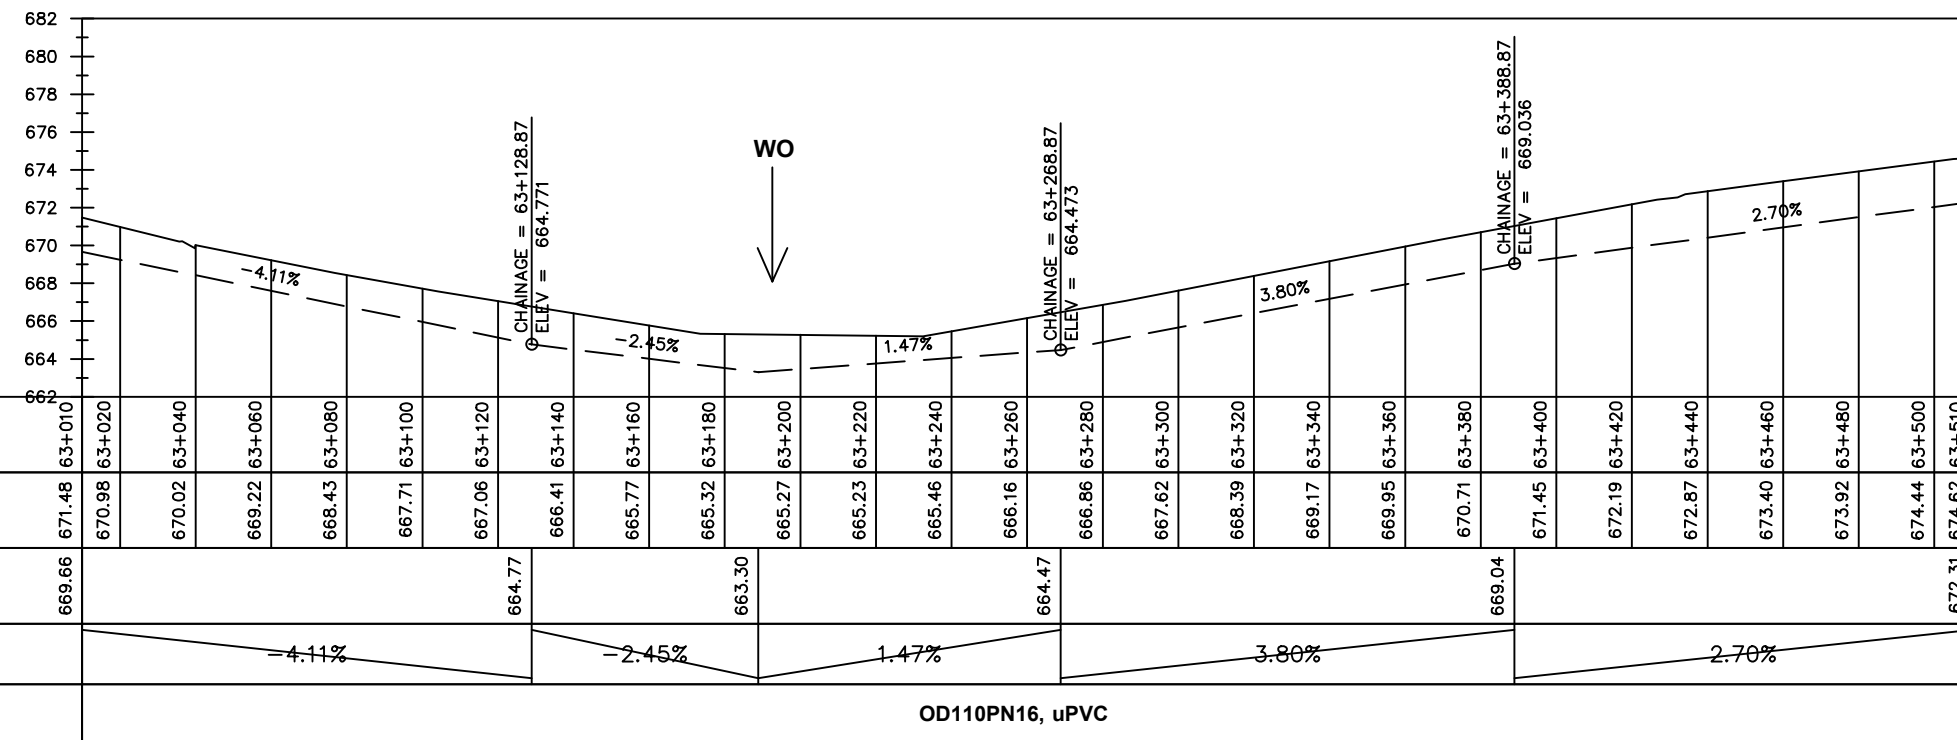 682
680
678
676
674
672
670
668
666
664
662
CHAINAGE = 63+128.87
ELEV = 664.771
WO
CHAINAGE = 63+268.87
ELEV = 664.473
CHAINAGE = 63+388.87
ELEV = 669.036
-4.11%
-2.45%
1.47%
3.80%
2.70%
63+010 63+020 63+040 63+060 63+080 63+100 63+120 63+140 63+160 63+180 63+200 63+220 63+240 63+260 63+280 63+300 63+320 63+340 63+360 63+380 63+400 63+420 63+440 63+460 63+480 63+500 63+510
671.48 670.98 670.02 669.22 668.43 667.71 667.06 666.41 665.77 665.32 665.27 665.23 665.46 666.16 666.86 667.62 668.39 669.17 669.95 670.71 671.45 672.19 672.87 673.40 673.92 674.44 674.62
669.66 664.77 663.30 664.47 669.04 672.31
-4.11% -2.45% 1.47% 3.80% 2.70%
OD110PN16, uPVC